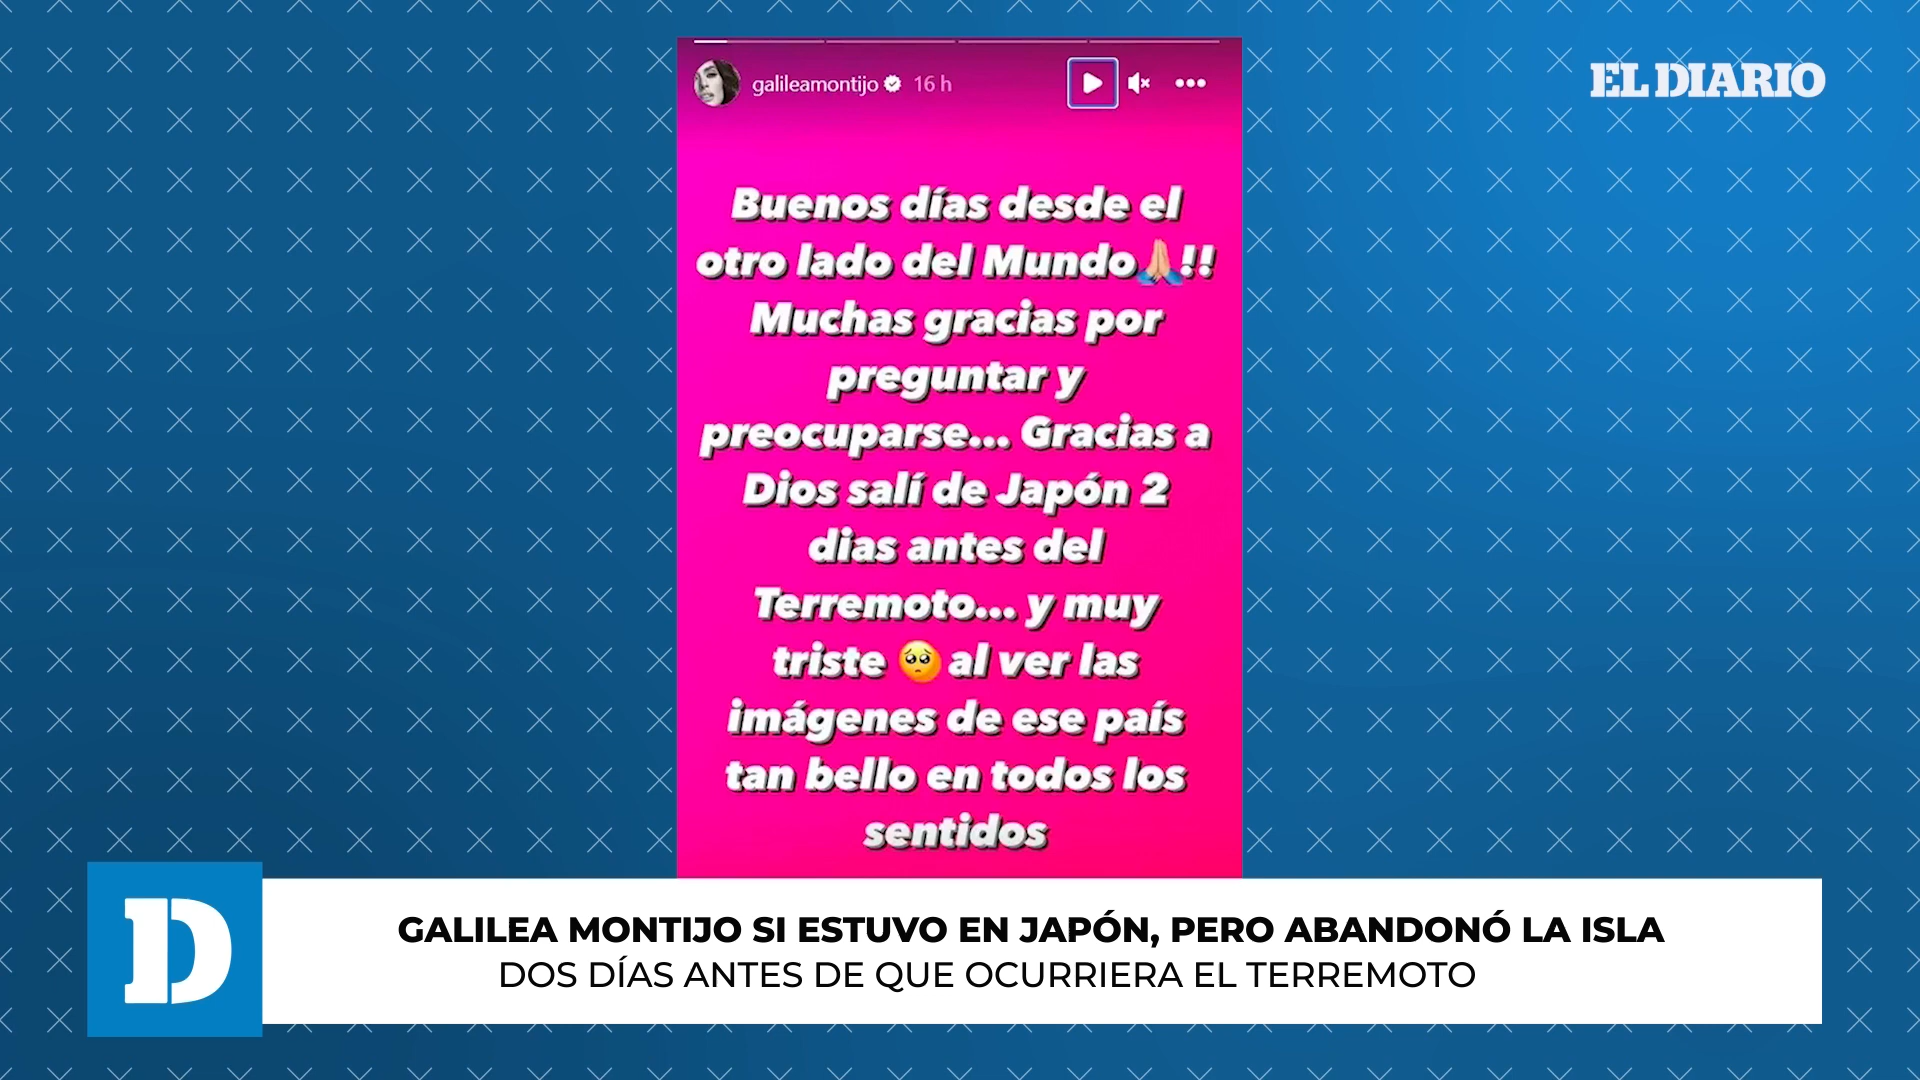 galileamontijo 16 h
EL DIARIO
Buenos días desde el
otro lado del Mundo🙏🏼!!
Muchas gracias por
preguntar y
preocuparse... Gracias a
Dios salí de Japón 2
dias antes del
Terremoto... y muy
triste 🥺 al ver las
imágenes de ese país
tan bello en todos los
sentidos
D
GALILEA MONTIJO SI ESTUVO EN JAPÓN, PERO ABANDONÓ LA ISLA
DOS DÍAS ANTES DE QUE OCURRIERA EL TERREMOTO